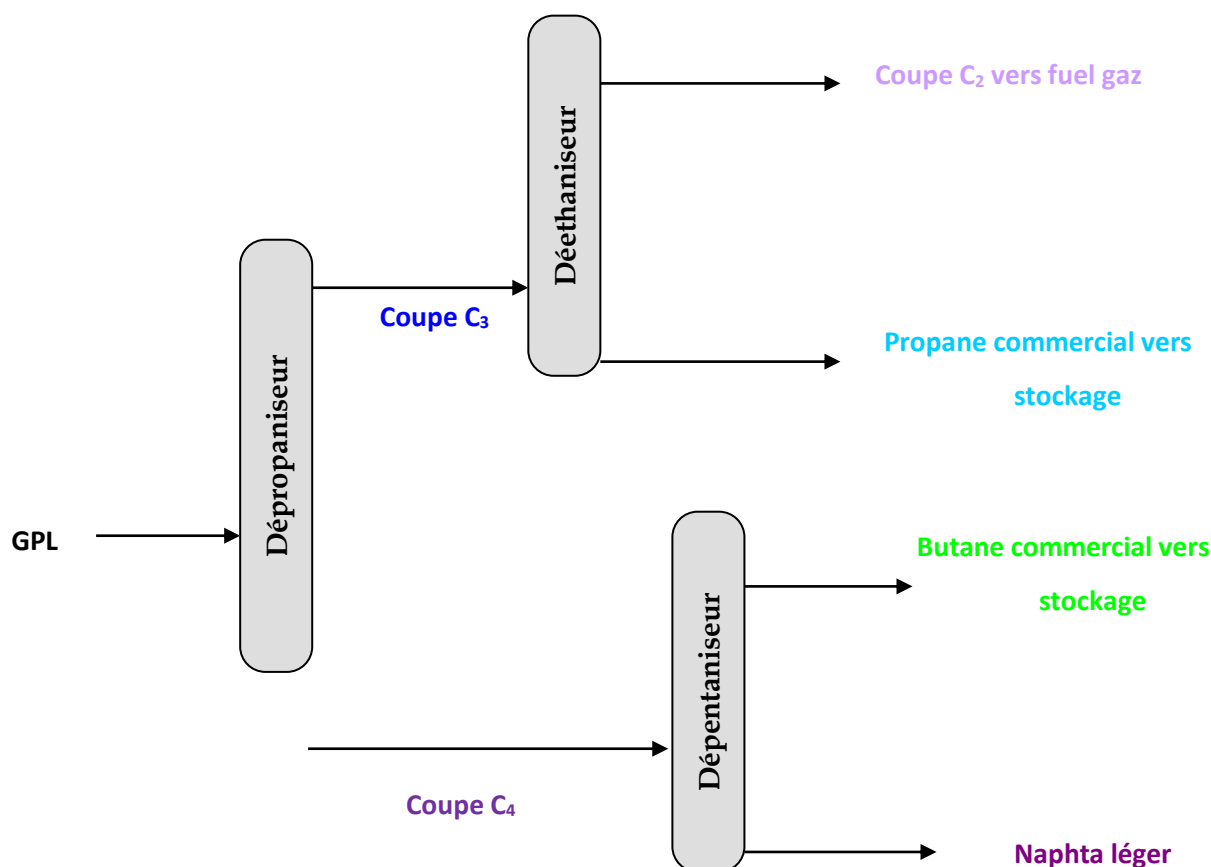 Coupe C₂ vers fuel gaz
Déethaniseur
Coupe C₃
Propane commercial vers
stockage
Dépropaniseur
GPL
Butane commercial vers
stockage
Dépentaniseur
Coupe C₄
Naphta léger